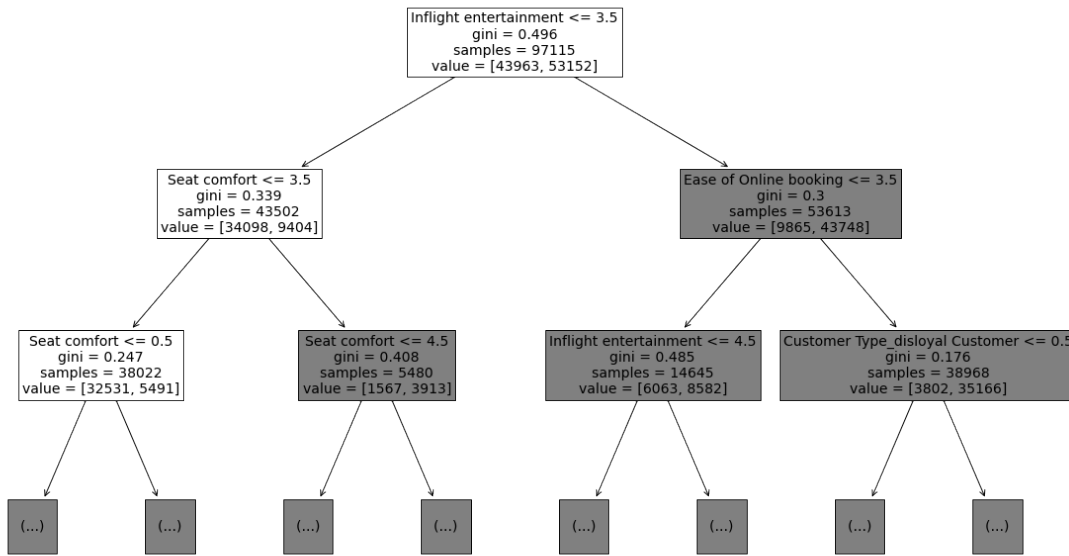 Inflight entertainment <= 3.5
gini = 0.496
samples = 97115
value = [43963, 53152]
Seat comfort <= 3.5
gini = 0.339
samples = 43502
value = [34098, 9404]
Ease of Online booking <= 3.5
gini = 0.3
samples = 53613
value = [9865, 43748]
Seat comfort <= 0.5
gini = 0.247
samples = 38022
value = [32531, 5491]
Seat comfort <= 4.5
gini = 0.408
samples = 5480
value = [1567, 3913]
Inflight entertainment <= 4.5
gini = 0.485
samples = 14645
value = [6063, 8582]
Customer Type_disloyal Customer <= 0.5
gini = 0.176
samples = 38968
value = [3802, 35166]
(...)
(...)
(...)
(...)
(...)
(...)
(...)
(...)